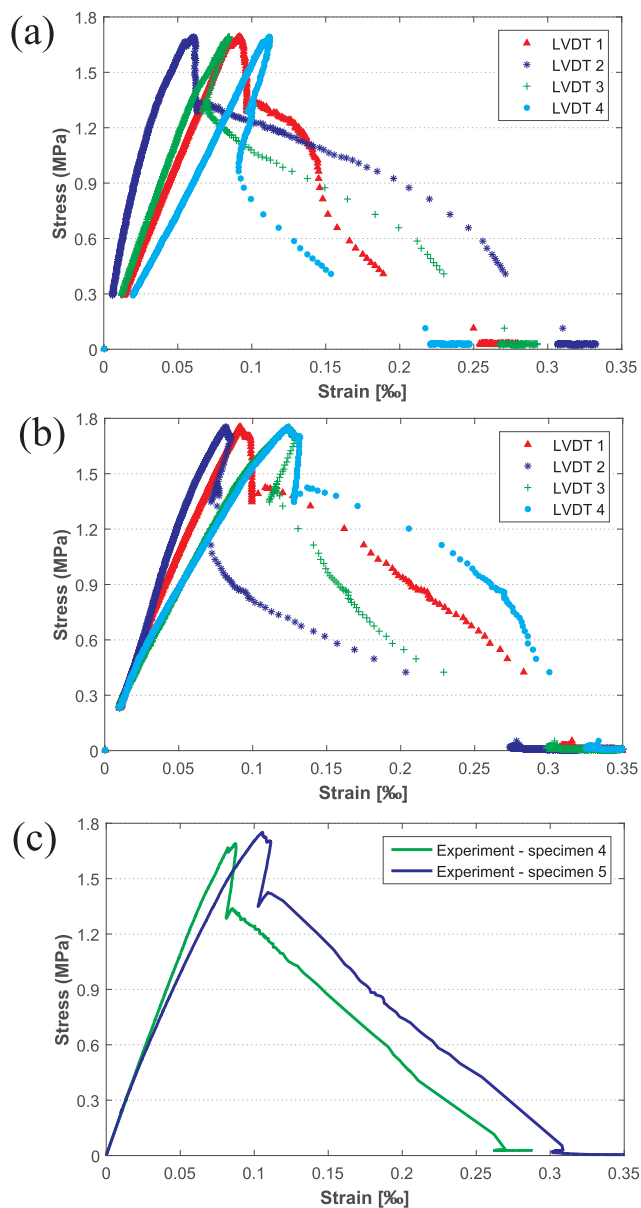 (a)
1.8
1.5
1.2
0.9
0.6
0.3
0
Stress (MPa)
LVDT 1
LVDT 2
LVDT 3
LVDT 4
0 0.05 0.1 0.15 0.2 0.25 0.3 0.35
Strain [‰]
(b)
1.8
1.5
1.2
0.9
0.6
0.3
0
Stress (MPa)
LVDT 1
LVDT 2
LVDT 3
LVDT 4
0 0.05 0.1 0.15 0.2 0.25 0.3 0.35
Strain [‰]
(c)
1.8
1.5
1.2
0.9
0.6
0.3
0
Stress (MPa)
Experiment - specimen 4
Experiment - specimen 5
0 0.05 0.1 0.15 0.2 0.25 0.3 0.35
Strain [‰]